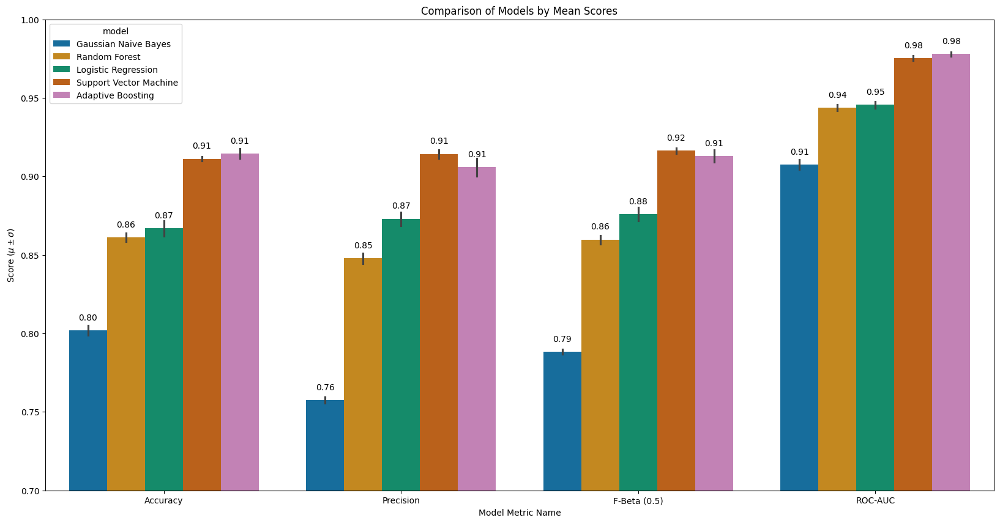 Comparison of Models by Mean Scores
model
Gaussian Naive Bayes
Random Forest
Logistic Regression
Support Vector Machine
Adaptive Boosting
Score (μ ± σ)
1.00
0.95
0.90
0.85
0.80
0.75
0.70
0.80
0.86
0.87
0.91
0.91
0.76
0.85
0.87
0.91
0.91
0.79
0.86
0.88
0.92
0.91
0.91
0.94
0.95
0.98
0.98
Accuracy
Precision
F-Beta (0.5)
ROC-AUC
Model Metric Name